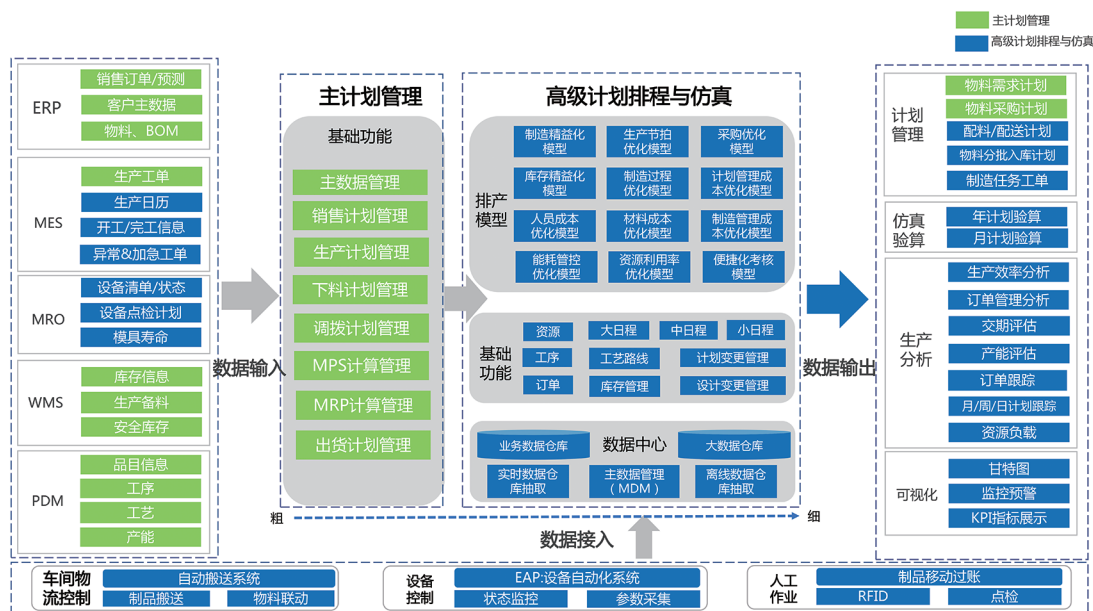 主计划管理
高级计划排程与仿真
ERP
销售订单/预测
客户主数据
物料、BOM
MES
生产工单
生产日历
开工/完工信息
异常&加急工单
MRO
设备清单/状态
设备点检计划
模具寿命
WMS
库存信息
生产备料
安全库存
PDM
品目信息
工序
工艺
产能
数据输入
主计划管理
基础功能
主数据管理
销售计划管理
生产计划管理
下料计划管理
调拨计划管理
MPS计算管理
MRP计算管理
出货计划管理
高级计划排程与仿真
排产
模型
制造精益化
模型
生产节拍
优化模型
采购优化
模型
库存精益化
模型
制造过程
优化模型
计划管理成
本优化模型
人员成本
优化模型
材料成本
优化模型
制造管理成
本优化模型
能耗管控
优化模型
资源利用率
优化模型
便捷化考核
模型
基础
功能
资源
大日程
中日程
小日程
工序
工艺路线
计划变更管理
订单
库存管理
设计变更管理
业务数据仓库
数据中心
大数据仓库
实时数据仓
库抽取
主数据管理
（MDM）
离线数据仓
库抽取
粗
细
数据接入
数据输出
计划
管理
物料需求计划
物料采购计划
配料/配送计划
物料分批入库计划
制造任务工单
仿真
验算
年计划验算
月计划验算
生产
分析
生产效率分析
订单管理分析
交期评估
产能评估
订单跟踪
月/周/日计划跟踪
资源负载
可视化
甘特图
监控预警
KPI指标展示
车间物
流控制
自动搬送系统
制品搬送
物料联动
设备
控制
EAP:设备自动化系统
状态监控
参数采集
人工
作业
制品移动过账
RFID
点检